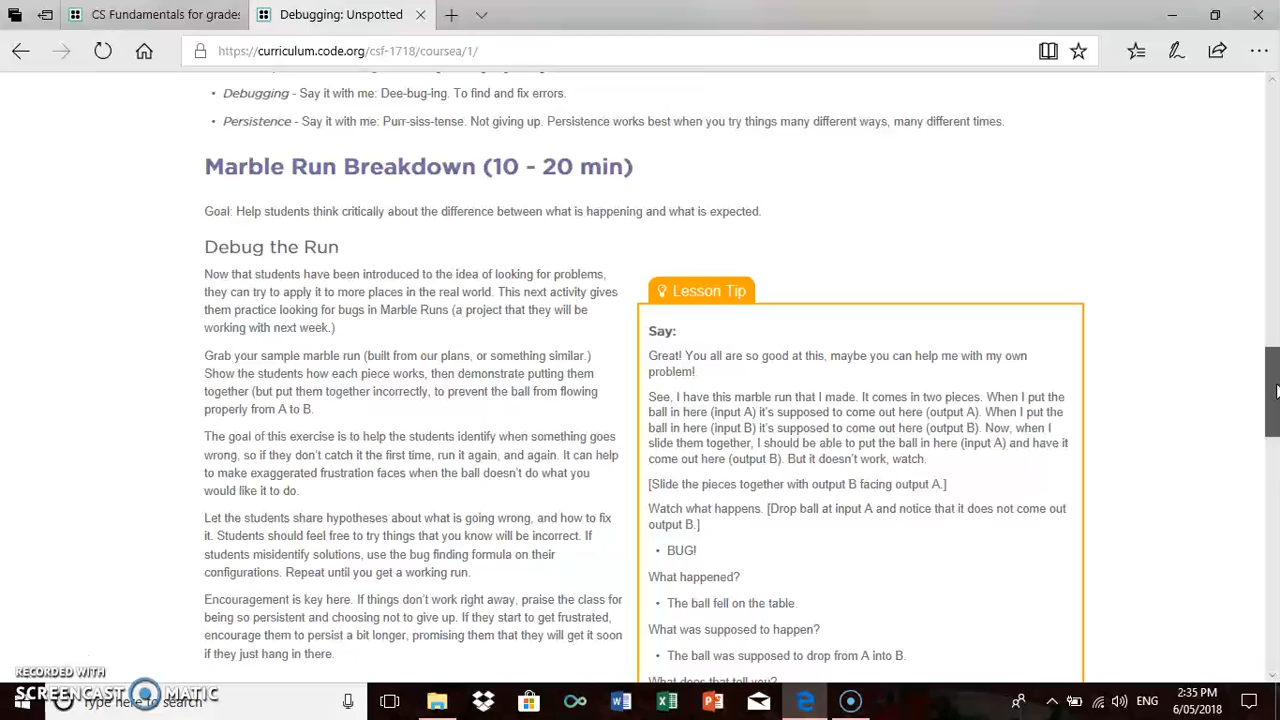 CS Fundamentals for grades
Debugging: Unspotted
https://curriculum.code.org/csf-1718/coursea/1/
• Debugging - Say it with me: Dee-bug-ing. To find and fix errors.
• Persistence - Say it with me: Purr-siss-tense. Not giving up. Persistence works best when you try things many different ways, many different times.
Marble Run Breakdown (10 - 20 min)
Goal: Help students think critically about the difference between what is happening and what is expected.
Debug the Run
Now that students have been introduced to the idea of looking for problems,
they can try to apply it to more places in the real world. This next activity gives
them practice looking for bugs in Marble Runs (a project that they will be
working with next week.)
Grab your sample marble run (built from our plans, or something similar.)
Show the students how each piece works, then demonstrate putting them
together (but put them together incorrectly, to prevent the ball from flowing
properly from A to B.
The goal of this exercise is to help the students identify when something goes
wrong, so if they don't catch it the first time, run it again, and again. It can help
to make exaggerated frustration faces when the ball doesn't do what you
would like it to do.
Let the students share hypotheses about what is going wrong, and how to fix
it. Students should feel free to try things that you know will be incorrect. If
students misidentify solutions, use the bug finding formula on their
configurations. Repeat until you get a working run.
Encouragement is key here. If things don't work right away, praise the class for
being so persistent and choosing not to give up. If they start to get frustrated,
encourage them to persist a bit longer, promising them that they will get it soon
if they just hang in there.
Lesson Tip
Say:
Great! You all are so good at this, maybe you can help me with my own
problem!
See, I have this marble run that I made. It comes in two pieces. When I put the
ball in here (input A) it's supposed to come out here (output A). When I put the
ball in here (input B) it's supposed to come out here (output B). Now, when I
slide them together, I should be able to put the ball in here (input A) and have it
come out here (output B). But it doesn't work, watch.
[Slide the pieces together with output B facing output A.]
Watch what happens. [Drop ball at input A and notice that it does not come out
output B.]
• BUG!
What happened?
• The ball fell on the table.
What was supposed to happen?
• The ball was supposed to drop from A into B.
What does that tell you?
RECORDED WITH
SCREENCAST MATIC
Type here to search
ENG
2:35 PM
6/05/2018